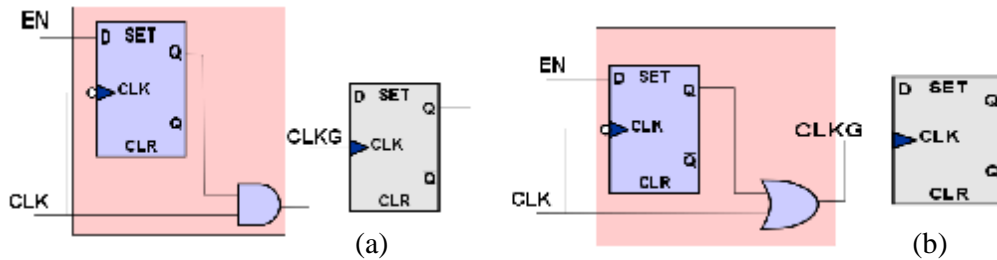 EN
D SET
Q
CLK
Q
CLR
CLK
CLKG
D SET
Q
CLK
Q
CLR
(a)
EN
D SET
Q
CLK
Q̅
CLR
CLK
CLKG
D SET
Q
CLK
Q
CLR
(b)